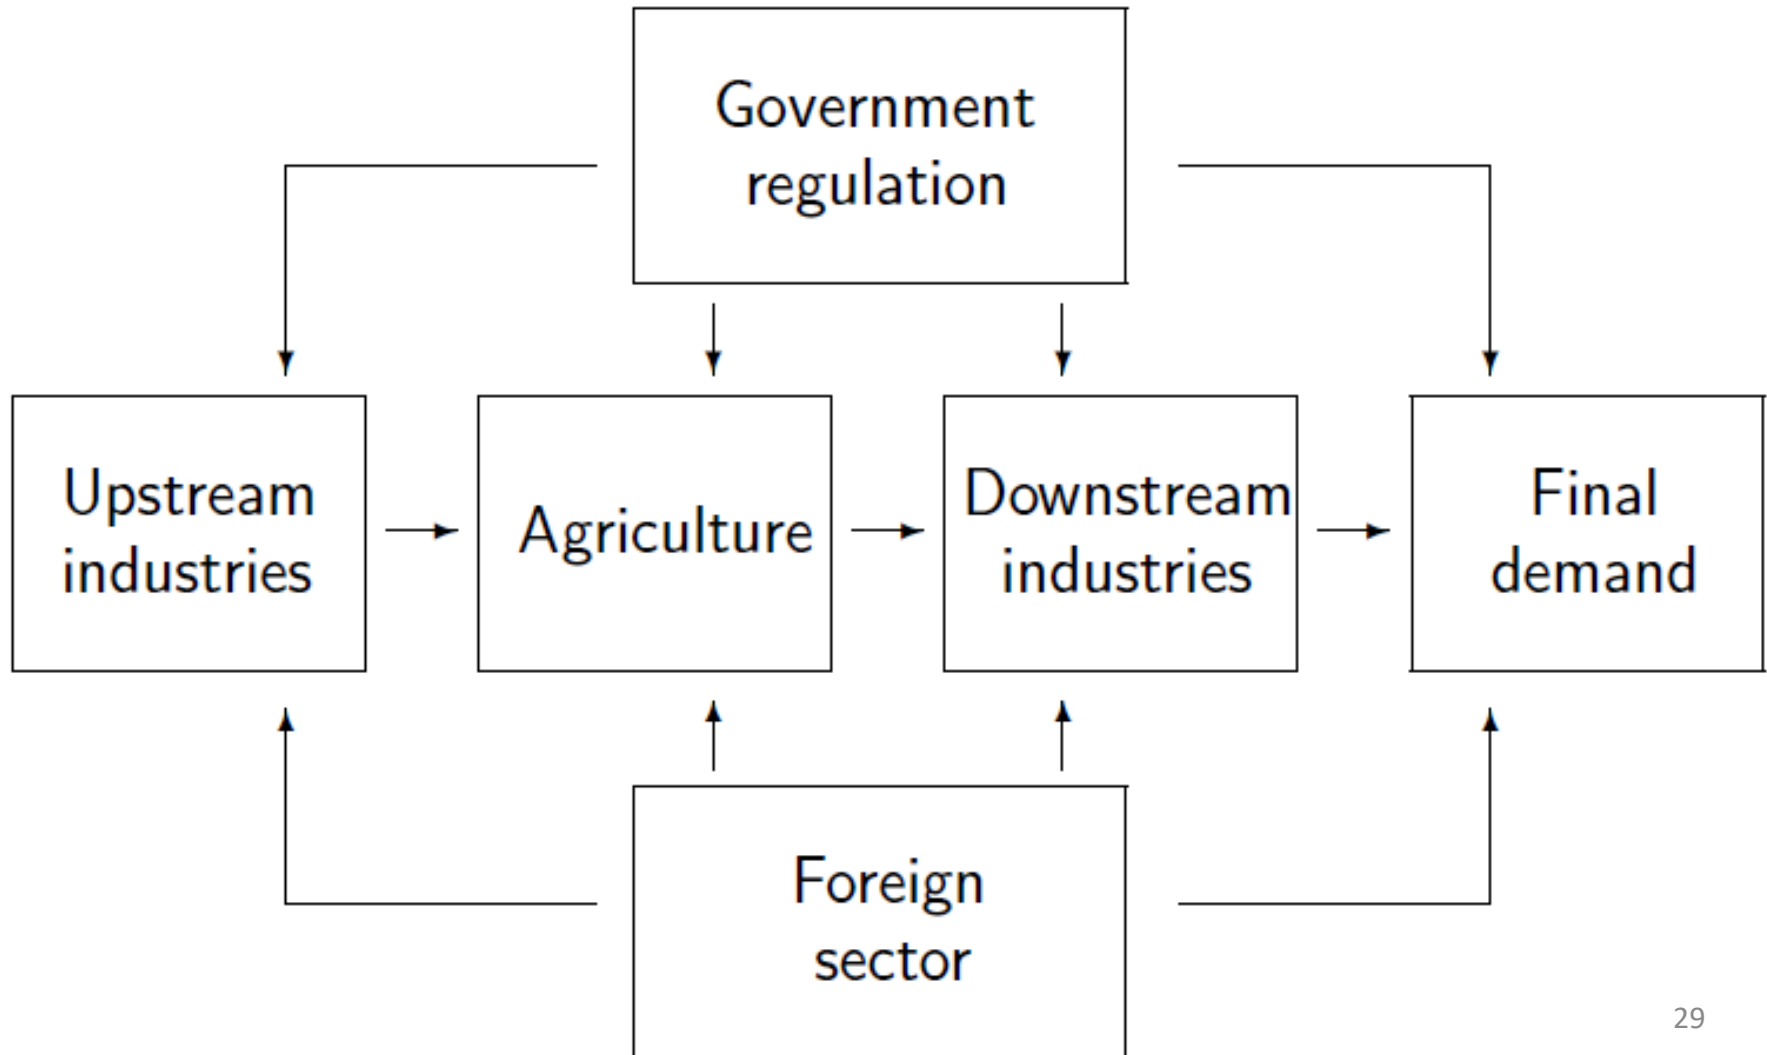 Government
regulation
Upstream
industries
Agriculture
Downstream
industries
Final
demand
Foreign
sector
29